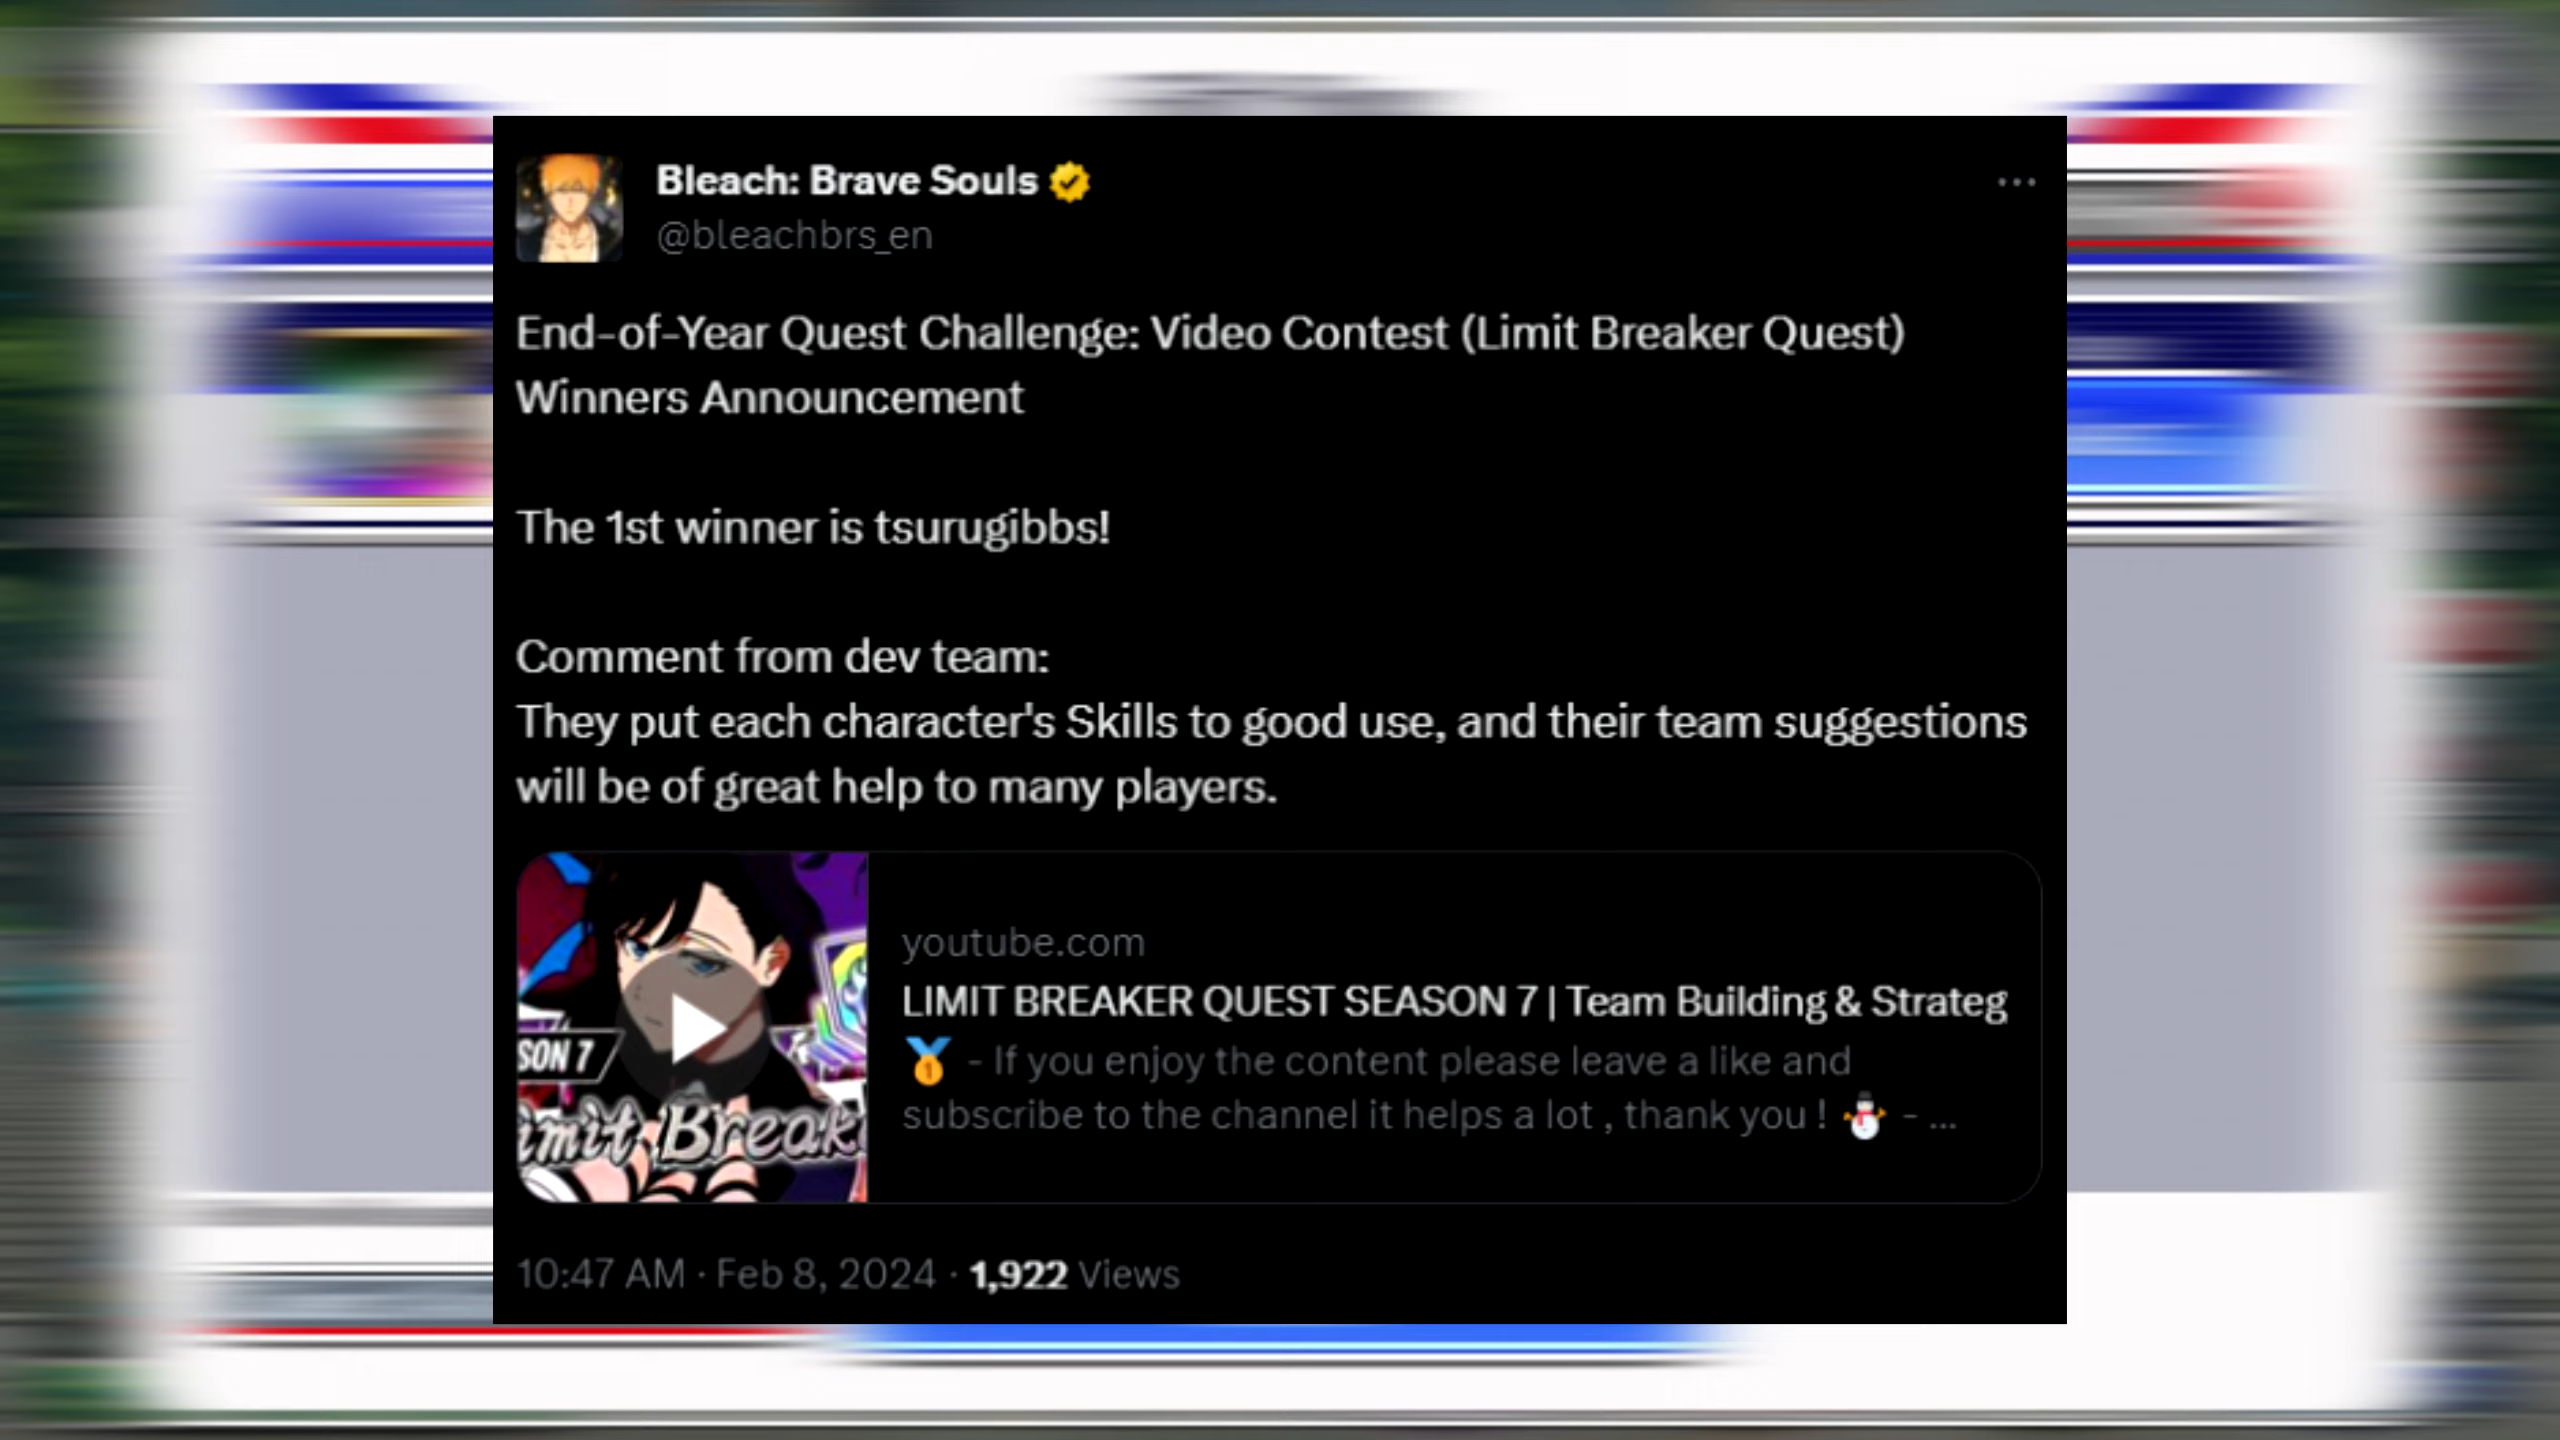 Bleach: Brave Souls
@bleachbrs_en
End-of-Year Quest Challenge: Video Contest (Limit Breaker Quest)
Winners Announcement
The 1st winner is tsurugibbs!
Comment from dev team:
They put each character's Skills to good use, and their team suggestions
will be of great help to many players.
SON 7
imit Break
youtube.com
LIMIT BREAKER QUEST SEASON 7 | Team Building & Strateg
🥇 - If you enjoy the content please leave a like and
subscribe to the channel it helps a lot , thank you ! ⛄ - ...
10:47 AM · Feb 8, 2024 · 1,922 Views